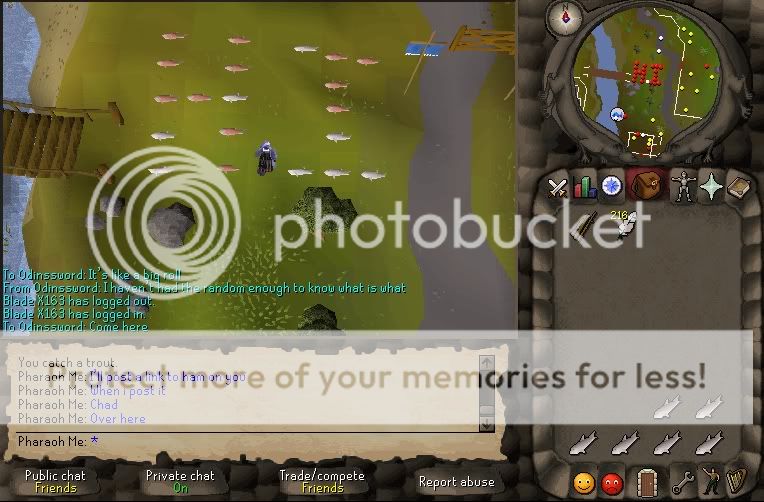 N
HI
216
photobucket
To Odinssword: It's like a big roll
From Odinssword: I haven't had the random enough to know what is what
Blade X163 has logged out.
Blade X163 has logged in.
To Odinssword: Come here
Protect more of your memories for less!
You catch a trout.
Pharaoh Me: I'll post a link to ham on you
Pharaoh Me: When i post it
Pharaoh Me: Chad
Pharaoh Me: Over here
Pharaoh Me: *
Public chat
Friends
Private chat
On
Trade/compete
Friends
Report abuse